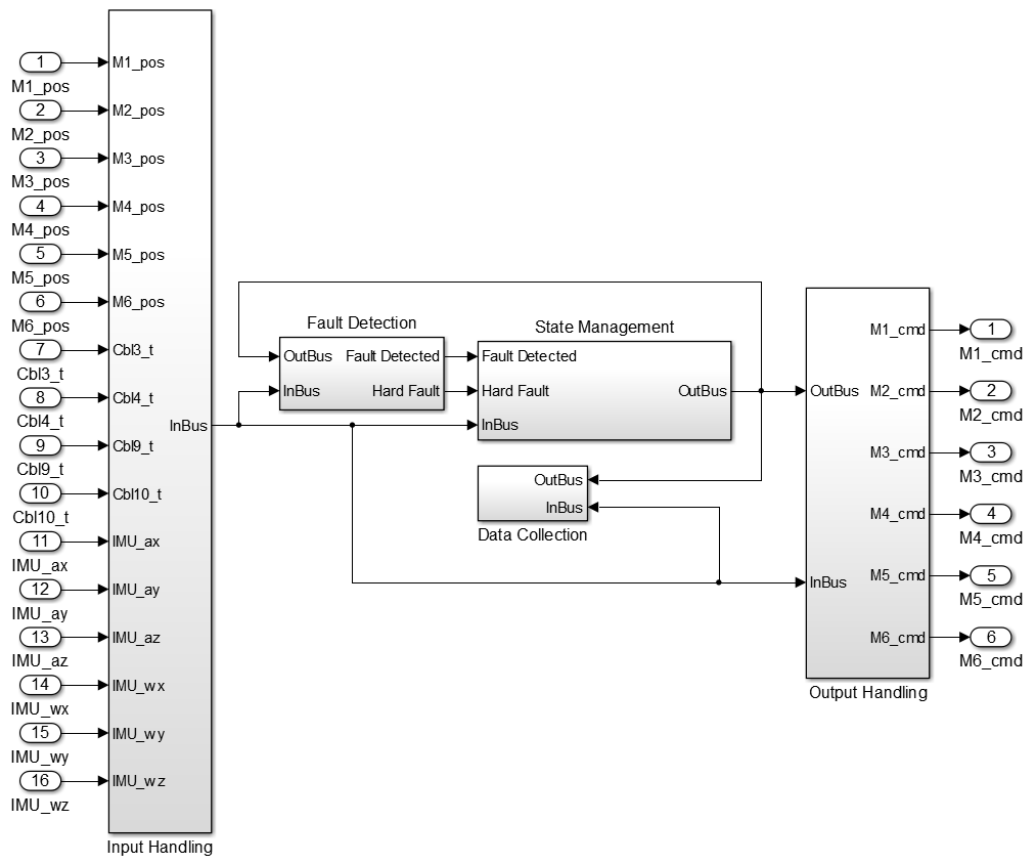 1
M1_pos
M1_pos
2
M2_pos
M2_pos
3
M3_pos
M3_pos
4
M4_pos
M4_pos
5
M5_pos
M5_pos
6
M6_pos
M6_pos
7
Cbl3_t
Cbl3_t
8
Cbl4_t
Cbl4_t
9
Cbl9_t
Cbl9_t
10
Cbl10_t
Cbl10_t
11
IMU_ax
IMU_ax
12
IMU_ay
IMU_ay
13
IMU_az
IMU_az
14
IMU_wx
IMU_wx
15
IMU_wy
IMU_wy
16
IMU_wz
IMU_wz
InBus
Input Handling
Fault Detection
OutBus
Fault Detected
InBus
Hard Fault
State Management
Fault Detected
Hard Fault
OutBus
InBus
OutBus
InBus
Data Collection
OutBus
InBus
M1_cmd
1
M1_cmd
M2_cmd
2
M2_cmd
M3_cmd
3
M3_cmd
M4_cmd
4
M4_cmd
M5_cmd
5
M5_cmd
M6_cmd
6
M6_cmd
Output Handling